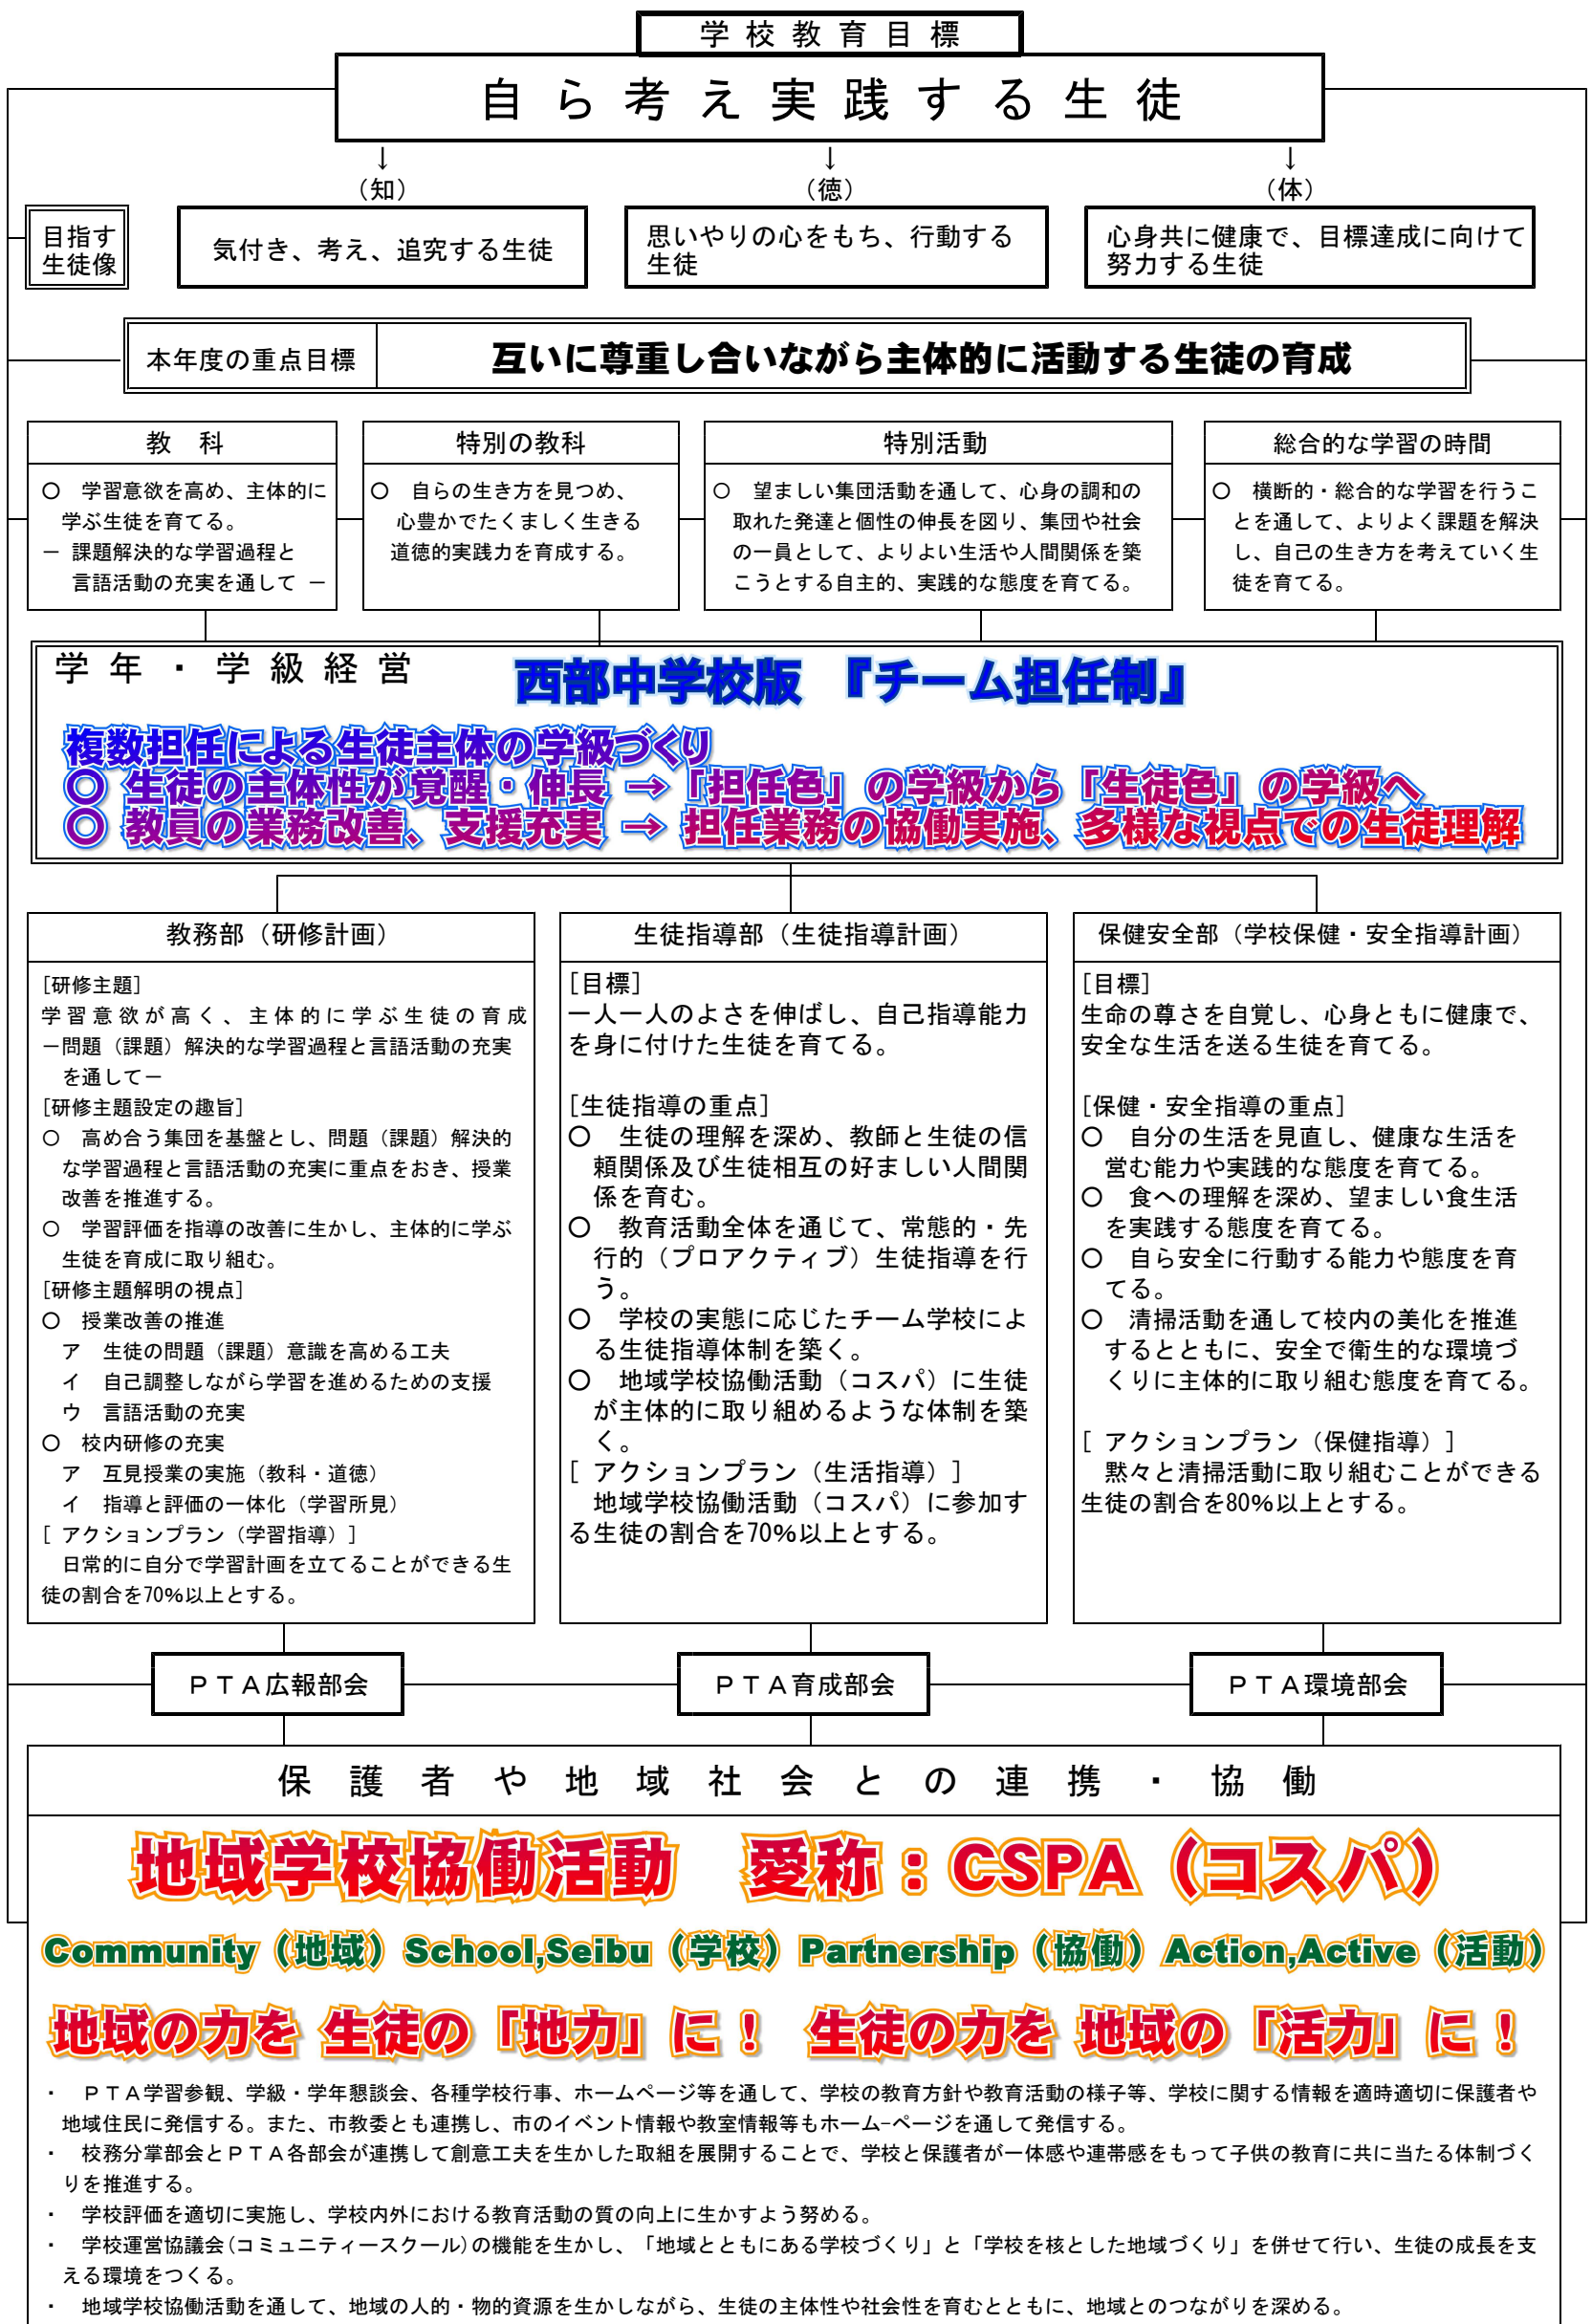 学校教育目標
自ら考え実践する生徒
↓ ↓ ↓
（知） （徳） （体）
目指す
生徒像
気付き、考え、追究する生徒
思いやりの心をもち、行動する
生徒
心身共に健康で、目標達成に向けて
努力する生徒
本年度の重点目標
互いに尊重し合いながら主体的に活動する生徒の育成
教　科
○　学習意欲を高め、主体的に
学ぶ生徒を育てる。
－ 課題解決的な学習過程と
言語活動の充実を通して －
特別の教科
○　自らの生き方を見つめ、
心豊かでたくましく生きる
道徳的実践力を育成する。
特別活動
○　望ましい集団活動を通して、心身の調和の
取れた発達と個性の伸長を図り、集団や社会
の一員として、よりよい生活や人間関係を築
こうとする自主的、実践的な態度を育てる。
総合的な学習の時間
○　横断的・総合的な学習を行うこ
とを通して、よりよく課題を解決
し、自己の生き方を考えていく生
徒を育てる。
学年・学級経営
西部中学校版　『チーム担任制』
複数担任による生徒主体の学級づくり
○ 生徒の主体性が覚醒・伸長 → 「担任色」の学級から「生徒色」の学級へ
○ 教員の業務改善、支援充実 → 担任業務の協働実施、多様な視点での生徒理解
教務部（研修計画）
[研修主題]
学習意欲が高く、主体的に学ぶ生徒の育成
－問題（課題）解決的な学習過程と言語活動の充実
を通して－
[研修主題設定の趣旨]
○　高め合う集団を基盤とし、問題（課題）解決的
な学習過程と言語活動の充実に重点をおき、授業
改善を推進する。
○　学習評価を指導の改善に生かし、主体的に学ぶ
生徒を育成に取り組む。
[研修主題解明の視点]
○　授業改善の推進
ア　生徒の問題（課題）意識を高める工夫
イ　自己調整しながら学習を進めるための支援
ウ　言語活動の充実
○　校内研修の充実
ア　互見授業の実施（教科・道徳）
イ　指導と評価の一体化（学習所見）
[ アクションプラン（学習指導）]
日常的に自分で学習計画を立てることができる生
徒の割合を70%以上とする。
生徒指導部（生徒指導計画）
[目標]
一人一人のよさを伸ばし、自己指導能力
を身に付けた生徒を育てる。
[生徒指導の重点]
○　生徒の理解を深め、教師と生徒の信
頼関係及び生徒相互の好ましい人間関
係を育む。
○　教育活動全体を通じて、常態的・先
行的（プロアクティブ）生徒指導を行
う。
○　学校の実態に応じたチーム学校によ
る生徒指導体制を築く。
○　地域学校協働活動（コスパ）に生徒
が主体的に取り組めるような体制を築
く。
[ アクションプラン（生活指導）]
地域学校協働活動（コスパ）に参加す
る生徒の割合を70%以上とする。
保健安全部（学校保健・安全指導計画）
[目標]
生命の尊さを自覚し、心身ともに健康で、
安全な生活を送る生徒を育てる。
[保健・安全指導の重点]
○　自分の生活を見直し、健康な生活を
営む能力や実践的な態度を育てる。
○　食への理解を深め、望ましい食生活
を実践する態度を育てる。
○　自ら安全に行動する能力や態度を育
てる。
○　清掃活動を通して校内の美化を推進
するとともに、安全で衛生的な環境づ
くりに主体的に取り組む態度を育てる。
[ アクションプラン（保健指導）]
黙々と清掃活動に取り組むことができる
生徒の割合を80%以上とする。
ＰＴＡ広報部会
ＰＴＡ育成部会
ＰＴＡ環境部会
保護者や地域社会との連携・協働
地域学校協働活動　愛称：CSPA（コスパ）
Community（地域）School,Seibu（学校）Partnership（協働）Action,Active（活動）
地域の力を 生徒の「地力」に！　生徒の力を 地域の「活力」に！
・　ＰＴＡ学習参観、学級・学年懇談会、各種学校行事、ホームページ等を通して、学校の教育方針や教育活動の様子等、学校に関する情報を適時適切に保護者や
地域住民に発信する。また、市教委とも連携し、市のイベント情報や教室情報等もホーム-ページを通して発信する。
・　校務分掌部会とＰＴＡ各部会が連携して創意工夫を生かした取組を展開することで、学校と保護者が一体感や連帯感をもって子供の教育に共に当たる体制づく
りを推進する。
・　学校評価を適切に実施し、学校内外における教育活動の質の向上に生かすよう努める。
・　学校運営協議会(コミュニティースクール)の機能を生かし、「地域とともにある学校づくり」と「学校を核とした地域づくり」を併せて行い、生徒の成長を支
える環境をつくる。
・　地域学校協働活動を通して、地域の人的・物的資源を生かしながら、生徒の主体性や社会性を育むとともに、地域とのつながりを深める。